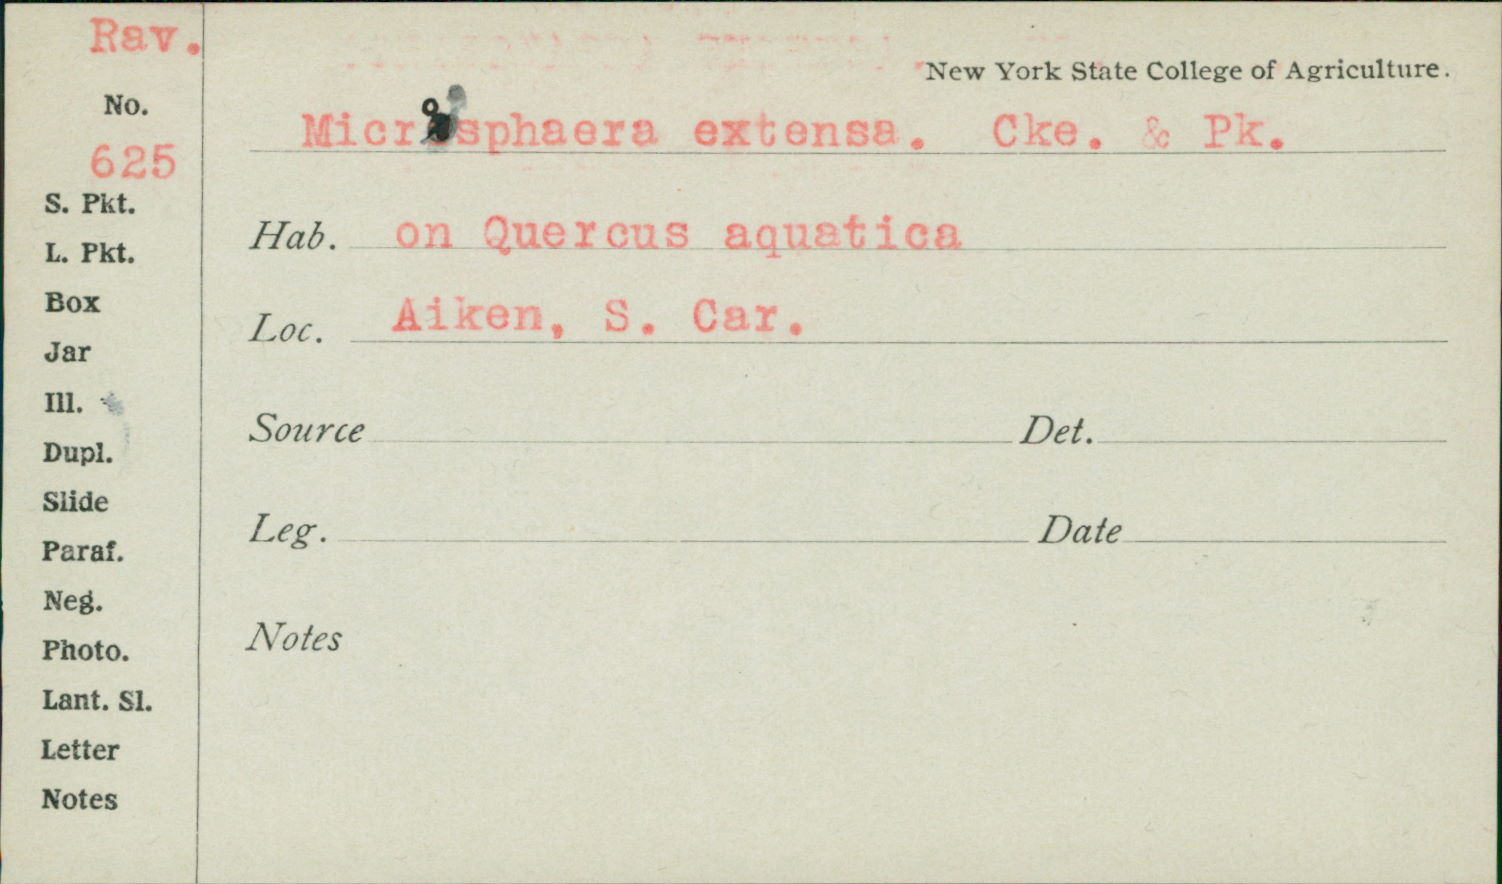 Rav.
New York State College of Agriculture.
No.
625
Microsphaera extensa. Cke. & Pk.
S. Pkt.
Hab. on Quercus aquatica
L. Pkt.
Box
Loc. Aiken, S. Car.
Jar
Ill.
Source Det.
Dupl.
Slide
Leg. Date
Paraf.
Neg.
Notes
Photo.
Lant. Sl.
Letter
Notes